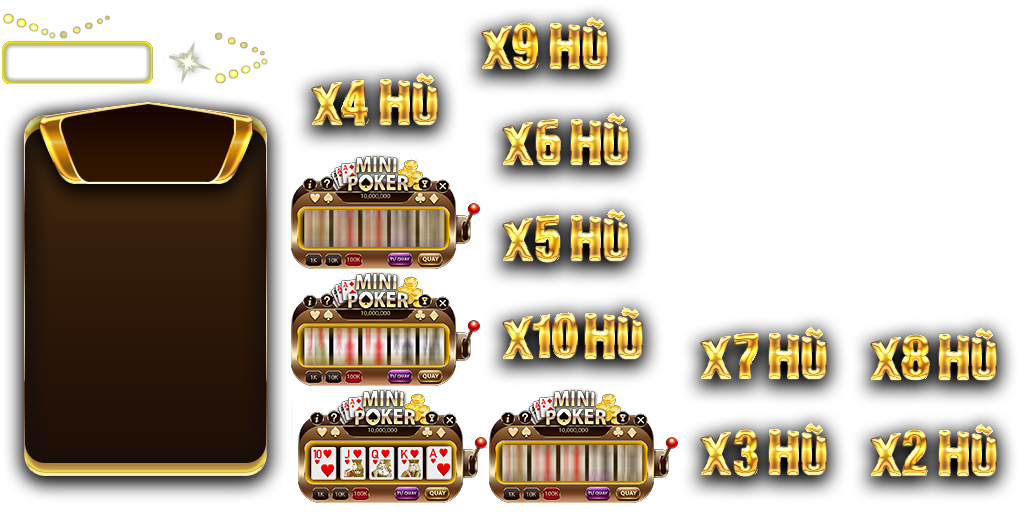 X9 HŨ
X4 HŨ
X6 HŨ
MINI
POKER
10,000,000
1K 10K 100K TỰ QUAY QUAY
X5 HŨ
MINI
POKER
10,000,000
1K 10K 100K TỰ QUAY QUAY
X10 HŨ
X7 HŨ
X8 HŨ
MINI
POKER
10,000,000
10 J Q K A
1K 10K 100K TỰ QUAY QUAY
MINI
POKER
10,000,000
1K 10K 100K TỰ QUAY QUAY
X3 HŨ
X2 HŨ